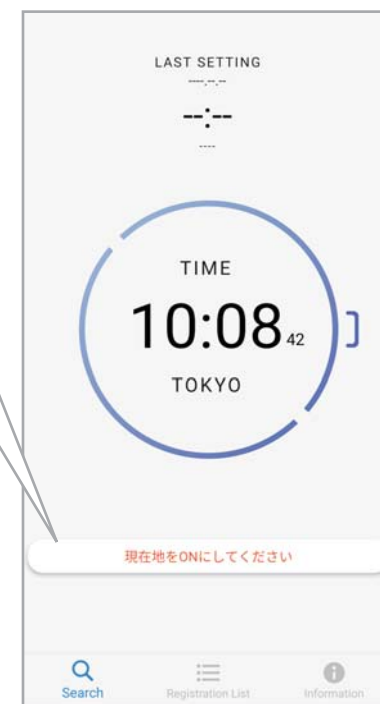 LAST SETTING
----.--.--
--:--
----
TIME
10:08 42
TOKYO
現在地をONにしてください
Search
Registration List
Information